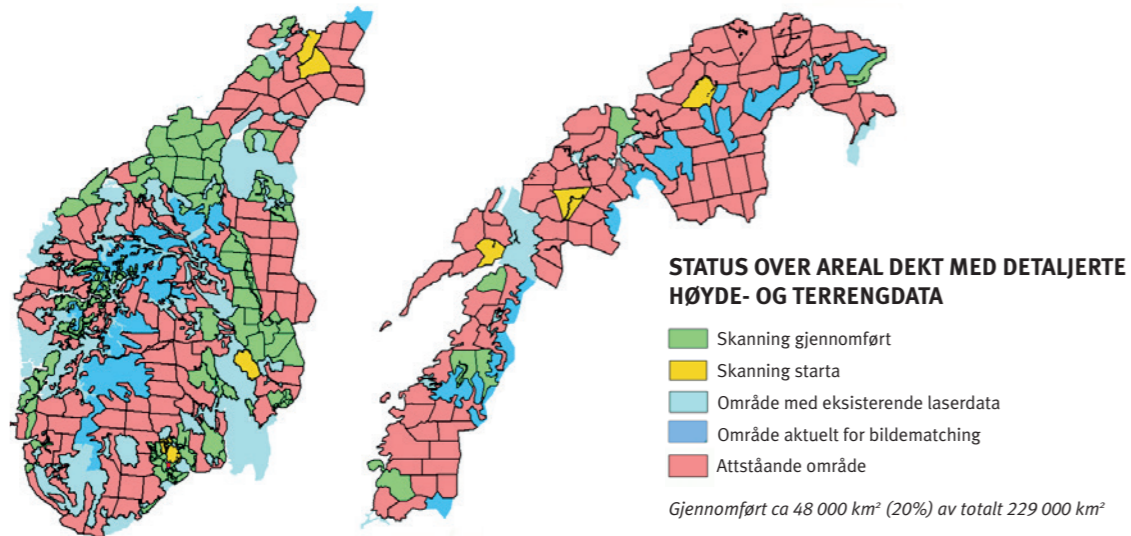 STATUS OVER AREAL DEKT MED DETALJERTE
HØYDE- OG TERRENGDATA
Skanning gjennomført
Skanning starta
Område med eksisterende laserdata
Område aktuelt for bildematching
Attståande område
Gjennomført ca 48 000 km² (20%) av totalt 229 000 km²